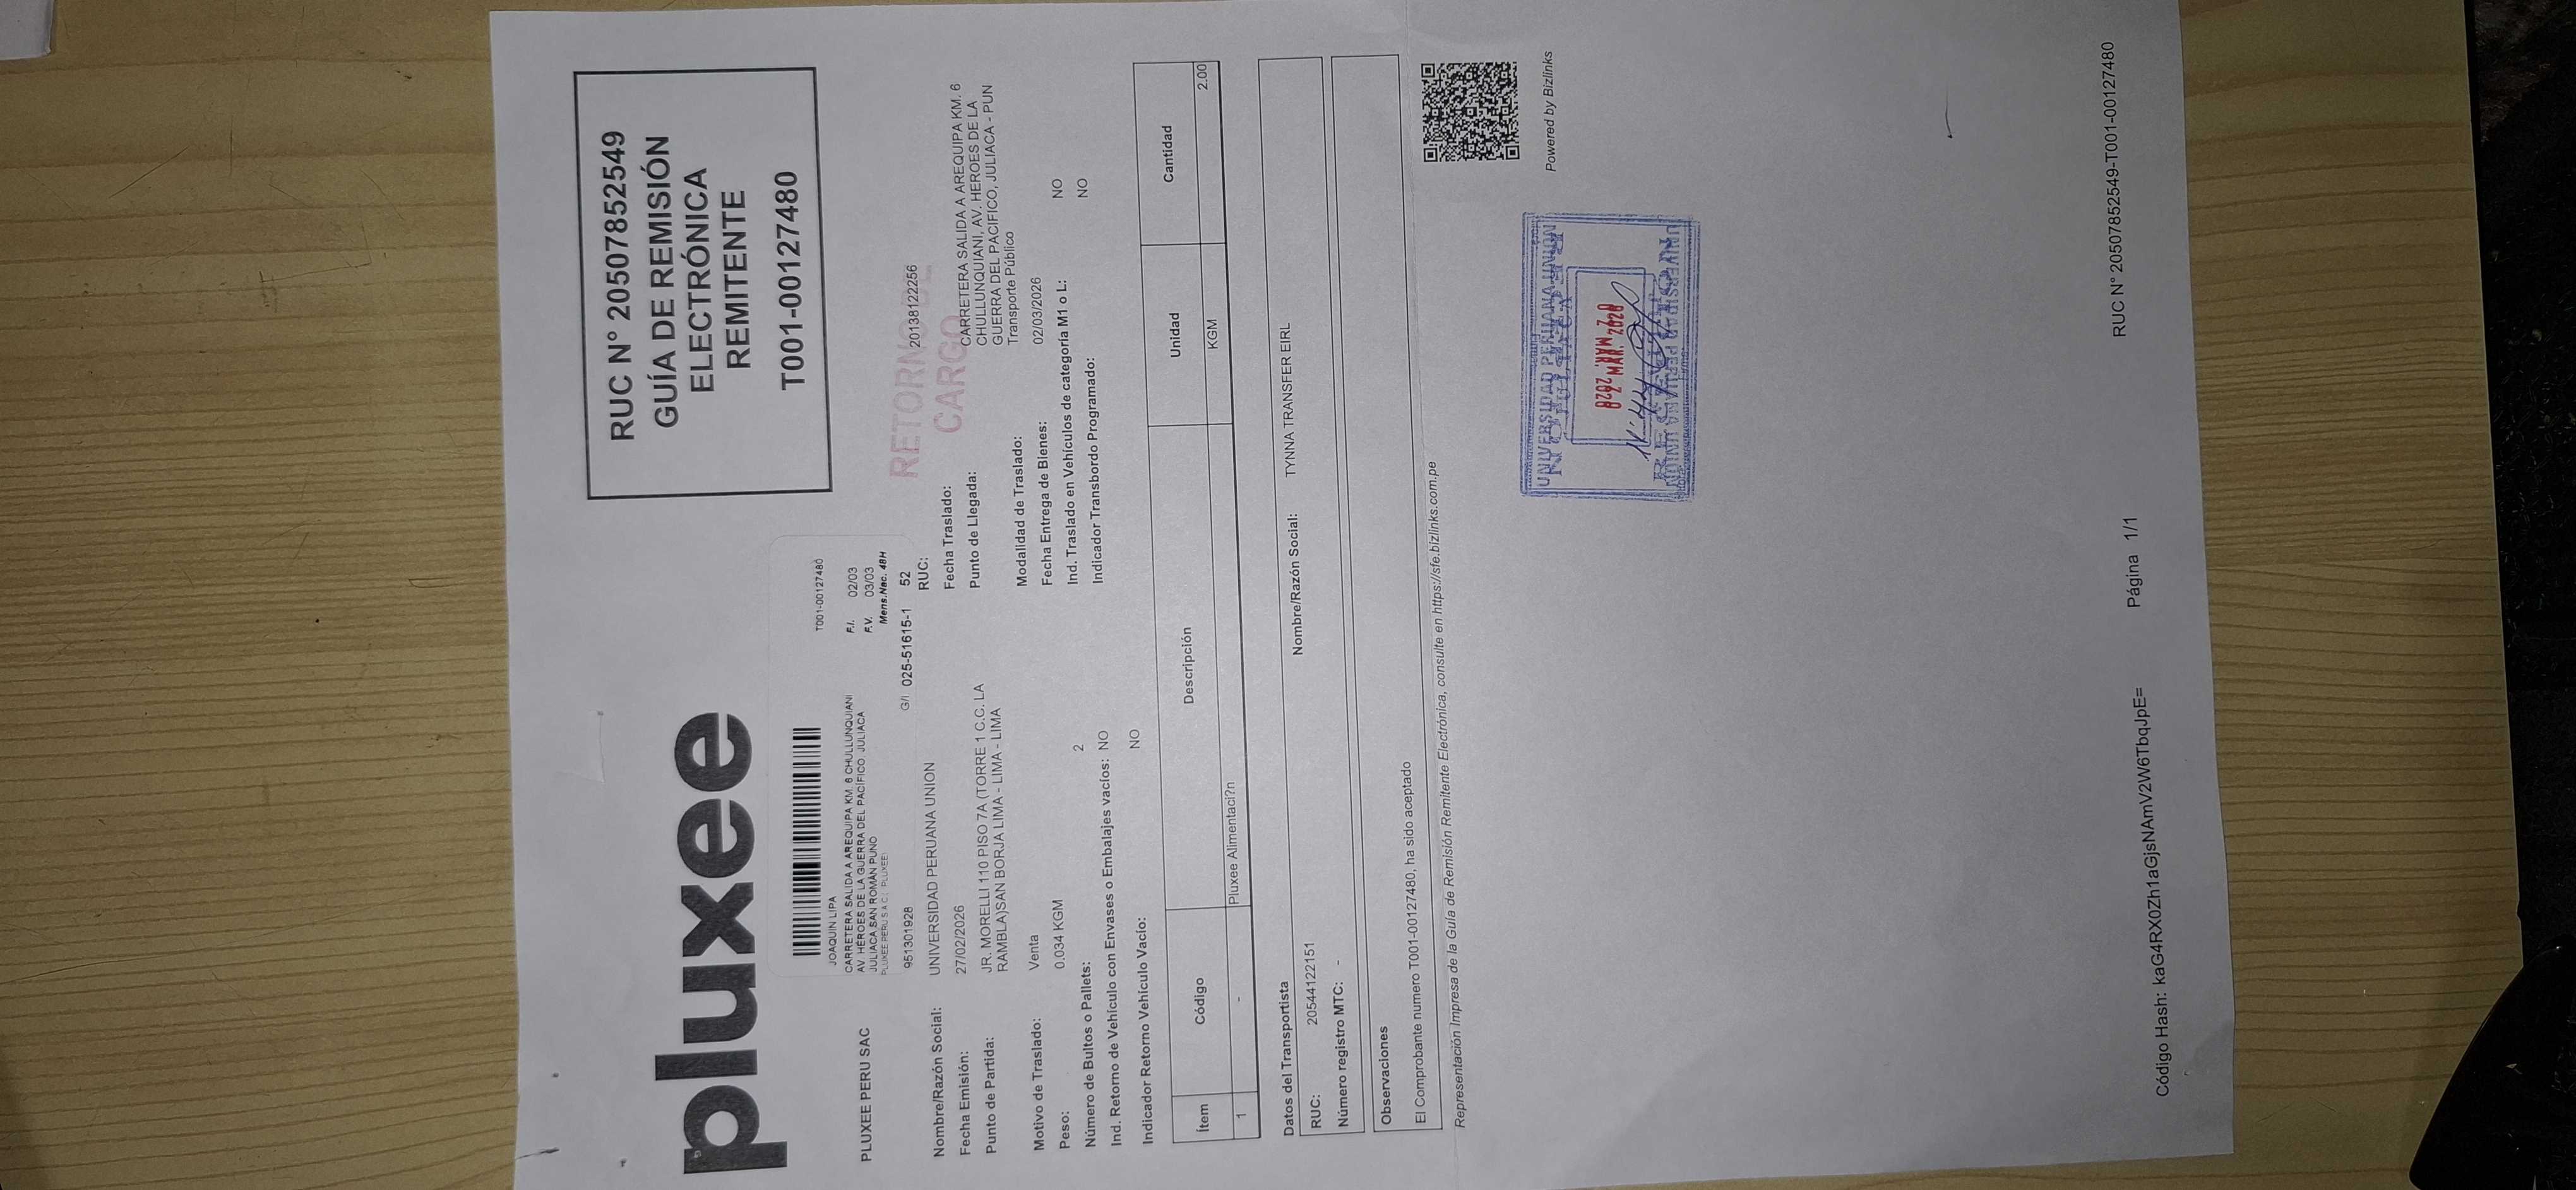 pluxee
RUC N° 20507852549
GUÍA DE REMISIÓN
ELECTRÓNICA
REMITENTE
T001-00127480
T001-00127480
JOAQUIN LIPA
CARRETERA SALIDA A AREQUIPA KM. 6 CHULLUNQUIANI
AV. HÉROES DE LA GUERRA DEL PACÍFICO, JULIACA
JULIACA SAN ROMÁN PUNO
PLUXEE PERU S A C | PLUXEE|
F.I. 02/03
F.V. 03/03
Mens.Nac. 48H
951301928 G/I 025-51615-1 52
PLUXEE PERU SAC
RETORNO
CARGO
Nombre/Razón Social: UNIVERSIDAD PERUANA UNION
RUC: 20138122256
Fecha Emisión: 27/02/2026
Fecha Traslado:
Punto de Partida: JR. MORELLI 110 PISO 7A (TORRE 1 C.C. LA
RAMBLA)SAN BORJA LIMA - LIMA - LIMA
Punto de Llegada: CARRETERA SALIDA A AREQUIPA KM. 6
CHULLUNQUIANI, AV. HEROES DE LA
GUERRA DEL PACIFICO, JULIACA - PUN
Motivo de Traslado: Venta
Modalidad de Traslado: Transporte Público
Peso: 0.034 KGM
Fecha Entrega de Bienes: 02/03/2026
Número de Bultos o Pallets: 2
Ind. Traslado en Vehículos de categoría M1 o L: NO
Ind. Retorno de Vehículo con Envases o Embalajes vacíos: NO
Indicador Transbordo Programado: NO
Indicador Retorno Vehículo Vacío: NO
Ítem Código Descripción Unidad Cantidad
1 - Pluxee Alimentaci?n KGM 2.00
Datos del Transportista
RUC: 20544122151 Nombre/Razón Social: TYNNA TRANSFER EIRL
Número registro MTC: -
Observaciones
El Comprobante numero T001-00127480, ha sido aceptado
Representación Impresa de la Guía de Remisión Remitente Electrónica, consulte en https://sfe.bizlinks.com.pe
Powered by Bizlinks
UNIVERSIDAD PERUANA UNION
MAR. 2026
Código Hash: kaG4RX0Zh1aGjsNAmV2W6TbqJpE= Página 1/1 RUC N° 20507852549-T001-00127480